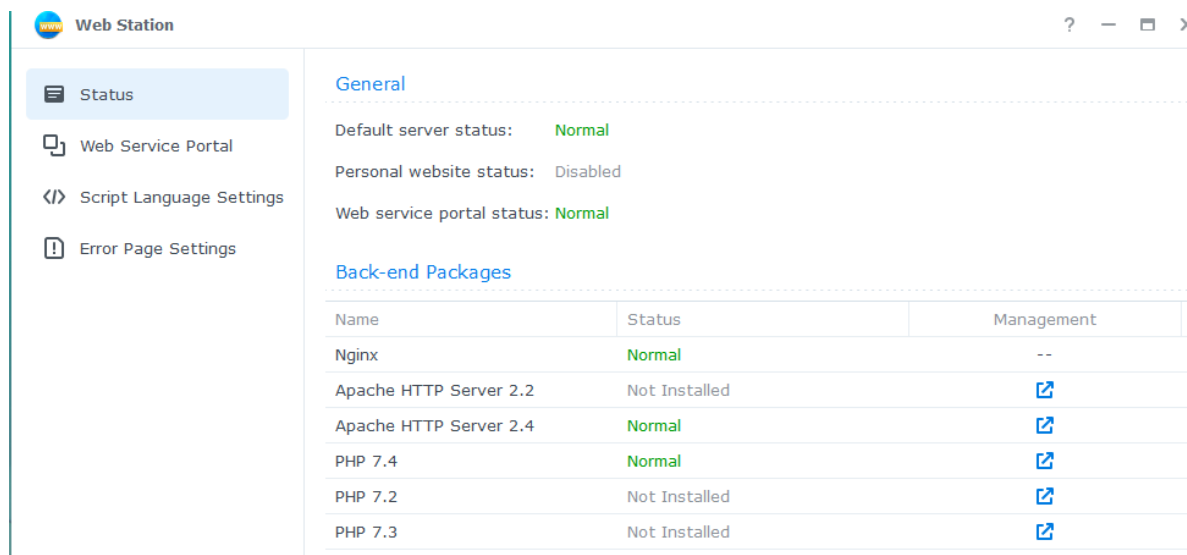 www Web Station
Status
Web Service Portal
</> Script Language Settings
Error Page Settings
General
Default server status: Normal
Personal website status: Disabled
Web service portal status: Normal
Back-end Packages
Name Status Management
Nginx Normal --
Apache HTTP Server 2.2 Not Installed
Apache HTTP Server 2.4 Normal
PHP 7.4 Normal
PHP 7.2 Not Installed
PHP 7.3 Not Installed